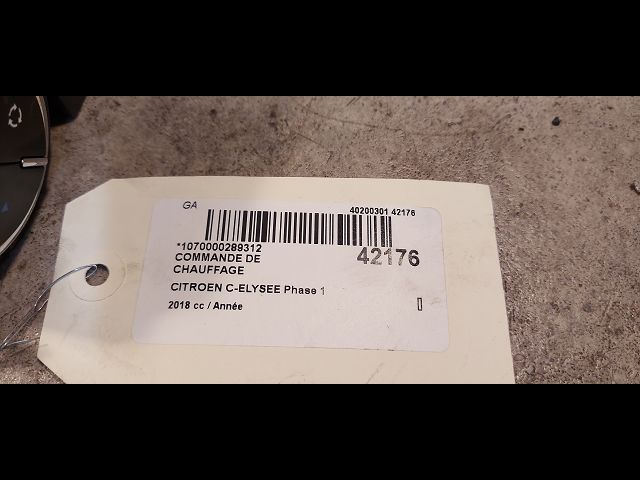 GA
40200301 42176
*1070000289312
42176
COMMANDE DE
CHAUFFAGE
CITROEN C-ELYSEE Phase 1
2018 cc / Année